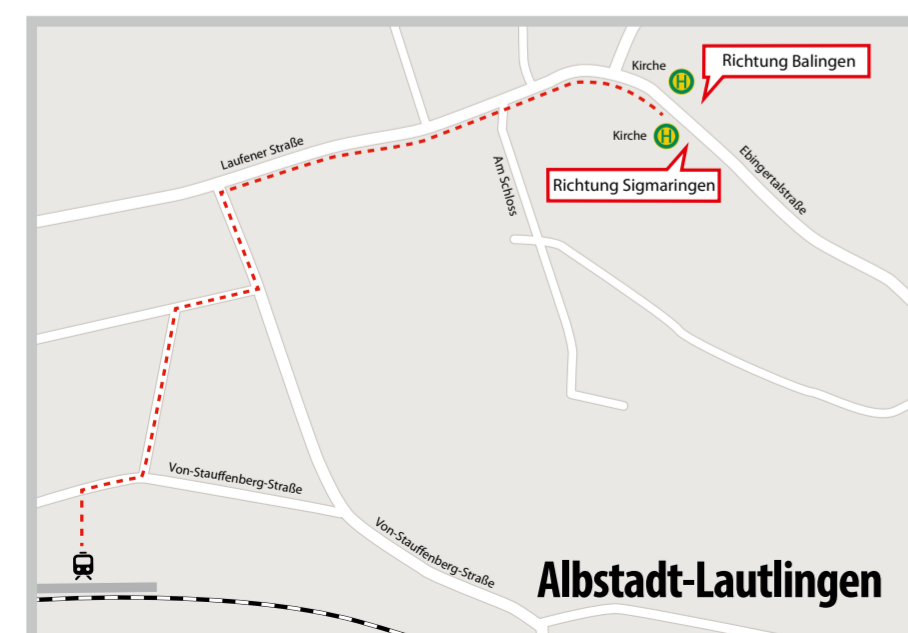 Kirche
H
Richtung Balingen
Kirche
H
Richtung Sigmaringen
Laufener Straße
Am Schloss
Ebingertalstraße
Von-Stauffenberg-Straße
Von-Stauffenberg-Straße
Albstadt-Lautlingen